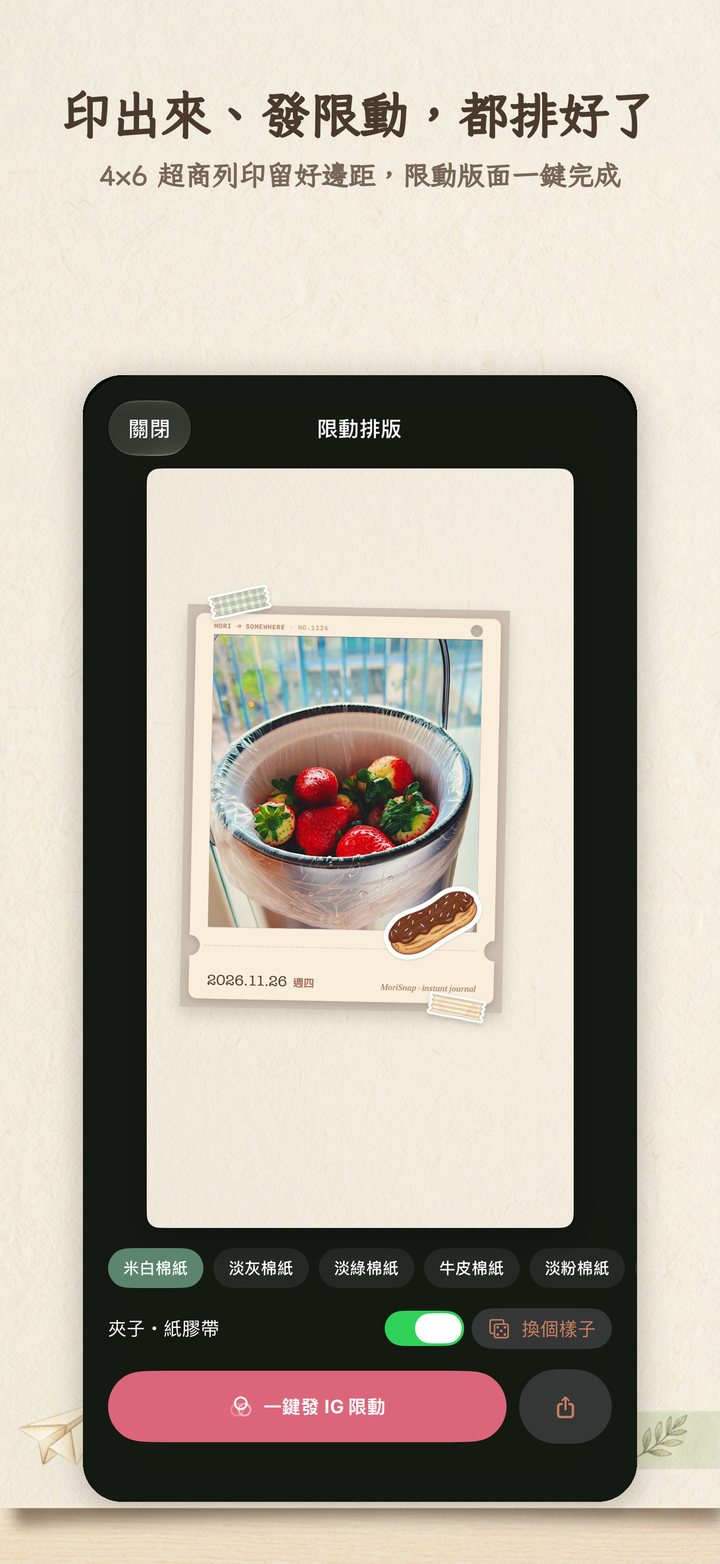 印出來、發限動，都排好了
4x6 超商列印留好邊距，限動版面一鍵完成
關閉
限動排版
MORI → SOMEWHERE · NO.1126
2026.11.26 週四
MoriSnap · instant journal
米白棉紙
淡灰棉紙
淡綠棉紙
牛皮棉紙
淡粉棉紙
夾子・紙膠帶
換個樣子
一鍵發 IG 限動